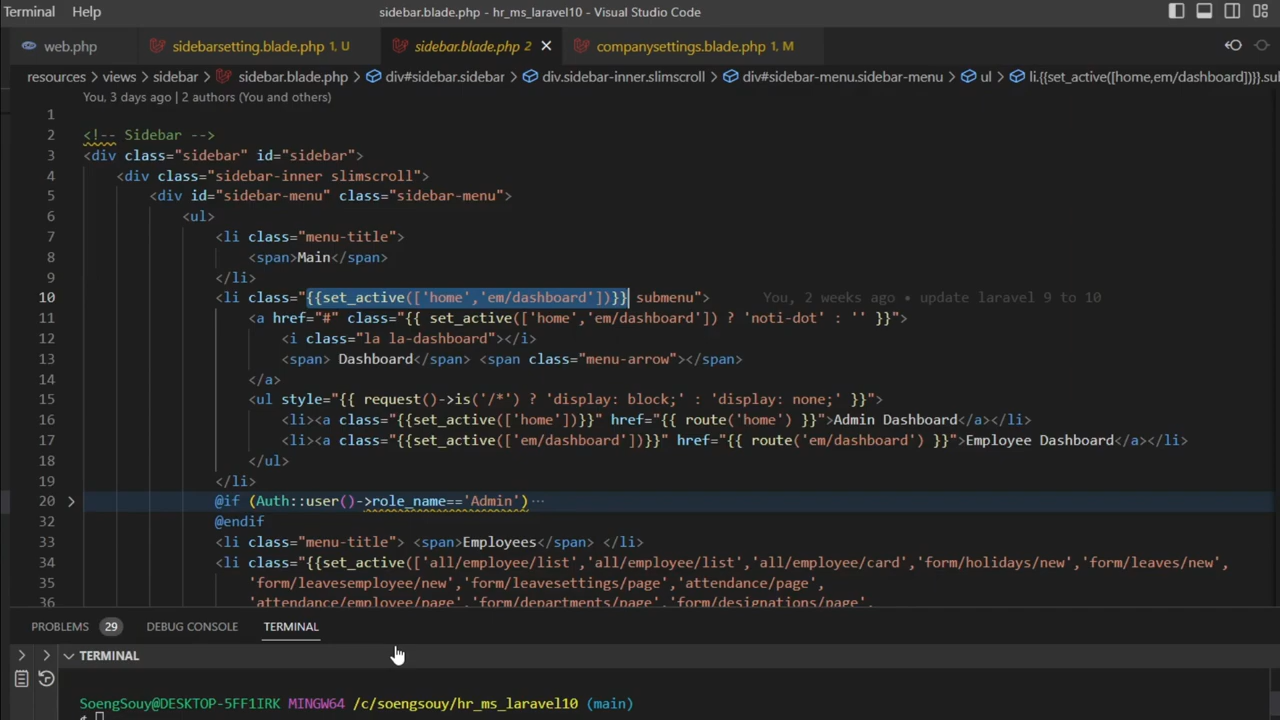 Terminal Help sidebar.blade.php - hr_ms_laravel10 - Visual Studio Code
web.php sidebarsetting.blade.php 1, U sidebar.blade.php 2 companysettings.blade.php 1, M
resources > views > sidebar > sidebar.blade.php > div#sidebar.sidebar > div.sidebar-inner.slimscroll > div#sidebar-menu.sidebar-menu > ul > li.{{set_active([home,em/dashboard])}}.su
You, 3 days ago | 2 authors (You and others)
1
2 <!-- Sidebar -->
3 <div class="sidebar" id="sidebar">
4 <div class="sidebar-inner slimscroll">
5 <div id="sidebar-menu" class="sidebar-menu">
6 <ul>
7 <li class="menu-title">
8 <span>Main</span>
9 </li>
10 <li class="{{set_active(['home','em/dashboard'])}} submenu"> You, 2 weeks ago • update laravel 9 to 10
11 <a href="#" class="{{ set_active(['home','em/dashboard']) ? 'noti-dot' : '' }}">
12 <i class="la la-dashboard"></i>
13 <span> Dashboard</span> <span class="menu-arrow"></span>
14 </a>
15 <ul style="{{ request()->is('/*') ? 'display: block;' : 'display: none;' }}">
16 <li><a class="{{set_active(['home'])}}" href="{{ route('home') }}">Admin Dashboard</a></li>
17 <li><a class="{{set_active(['em/dashboard'])}}" href="{{ route('em/dashboard') }}">Employee Dashboard</a></li>
18 </ul>
19 </li>
20 > @if (Auth::user()->role_name=='Admin') ···
32 @endif
33 <li class="menu-title"> <span>Employees</span> </li>
34 <li class="{{set_active(['all/employee/list','all/employee/list','all/employee/card','form/holidays/new','form/leaves/new',
35 'form/leavesemployee/new','form/leavesettings/page','attendance/page',
36 'attendance/employee/page','form/departments/page','form/designations/page',
PROBLEMS 29 DEBUG CONSOLE TERMINAL
TERMINAL
SoengSouy@DESKTOP-5FF1IRK MINGW64 /c/soengsouy/hr_ms_laravel10 (main)
$